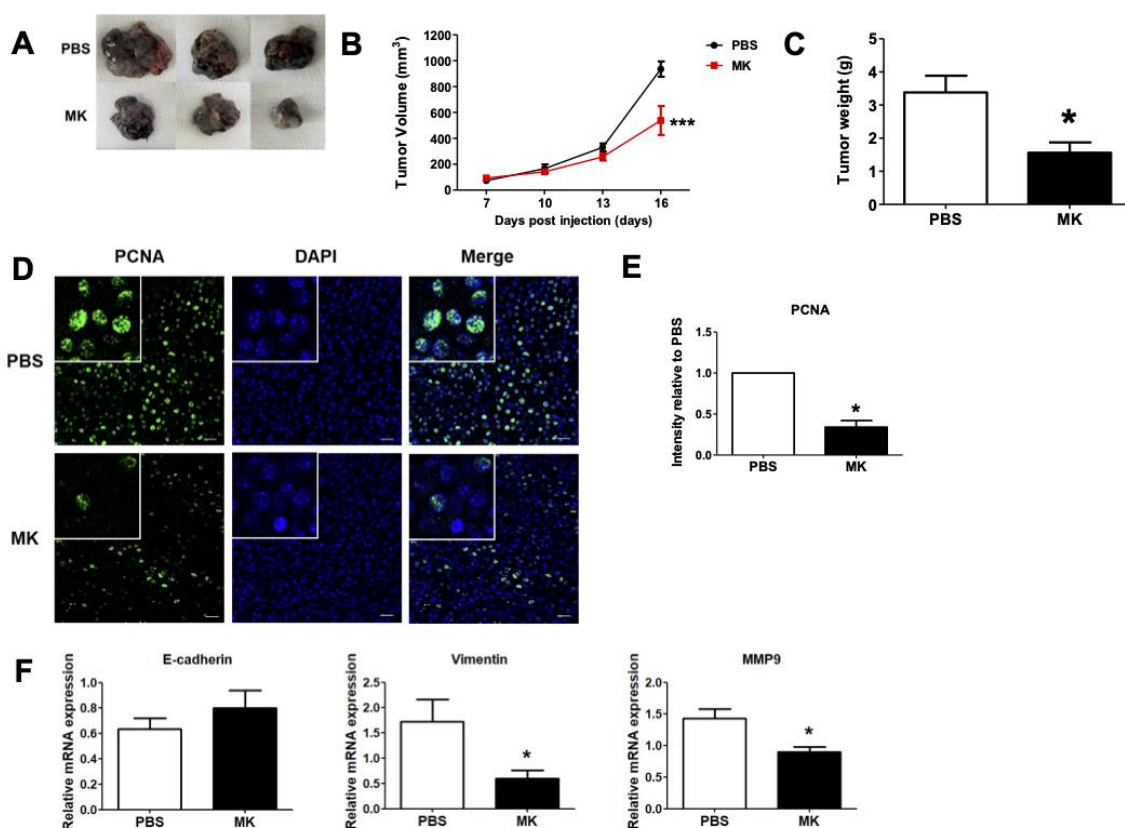 A
PBS
MK
B
Tumor Volume (mm³)
1200
1000
800
600
400
200
0
7
10
13
16
Days post injection (days)
PBS
MK
***
C
Tumor weight (g)
5
4
3
2
1
0
*
PBS
MK
D
PCNA
DAPI
Merge
PBS
MK
E
PCNA
Intensity relative to PBS
1.5
1.0
0.5
0.0
*
PBS
MK
F
E-cadherin
Relative mRNA expression
1.0
0.8
0.6
0.4
0.2
0.0
PBS
MK
Vimentin
Relative mRNA expression
2.5
2.0
1.5
1.0
0.5
0.0
*
PBS
MK
MMP9
Relative mRNA expression
2.0
1.5
1.0
0.5
0.0
*
PBS
MK